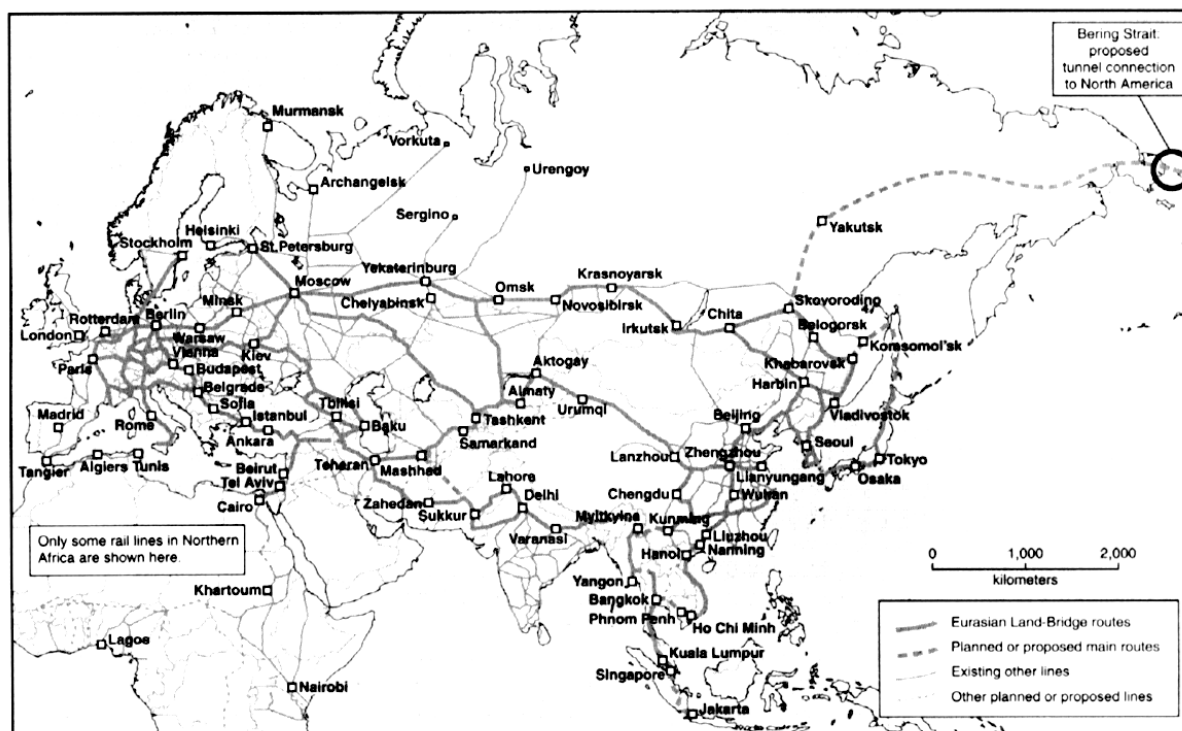 Bering Strait:
proposed
tunnel connection
to North America
Murmansk
Vorkuta
Urengoy
Archangelsk
Sergino
Yakutsk
Helsinki
Stockholm
St.Petersburg
Yekaterinburg
Krasnoyarsk
Moscow
Omsk
Skovorodino
Minsk
Chelyabinsk
Novosibirsk
Chita
Rotterdam
Berlin
Irkutsk
Belogorsk
London
Warsaw
Komsomol'sk
Vienna
Kiev
Aktogay
Khabarovsk
Paris
Budapest
Harbin
Belgrade
Almaty
Tbilisi
Urumqi
Sofia
Istanbul
Madrid
Beijing
Vladivostok
Rome
Baku
Tashkent
Ankara
Samarkand
Seoul
Tangier
Algiers
Tunis
Beirut
Teheran
Mashhad
Lanzhou
Zhengzhou
Tokyo
Tel Aviv
Lahore
Lianyungang
Osaka
Cairo
Zahedan
Delhi
Chengdu
Wuhan
Sukkur
Myitkyina
Kunming
Only some rail lines in Northern
Africa are shown here.
Varanasi
Liuzhou
Hanoi
Nanning
0
1,000
2,000
kilometers
Khartoum
Yangon
Bangkok
Phnom Penh
Ho Chi Minh
Eurasian Land-Bridge routes
Lagos
Planned or proposed main routes
Kuala Lumpur
Singapore
Existing other lines
Nairobi
Other planned or proposed lines
Jakarta